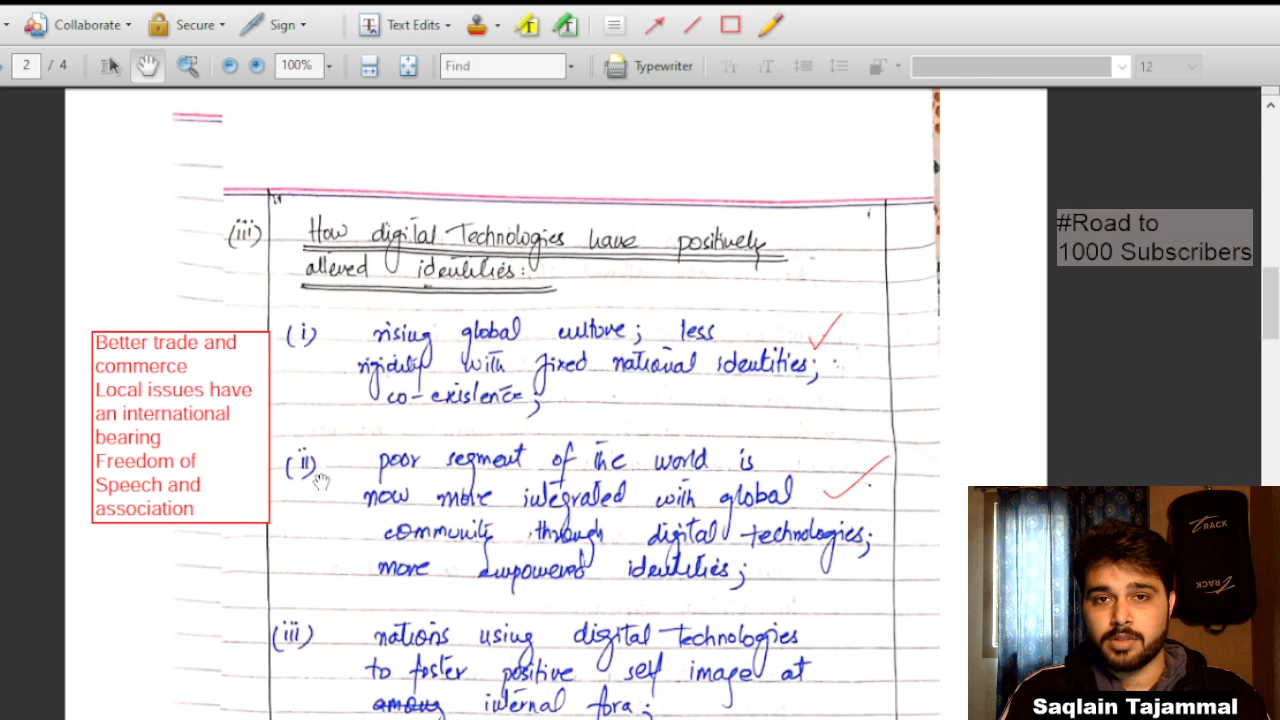 Collaborate
Secure
Sign
Text Edits
2 / 4
100%
Find
Typewriter
12
#Road to
1000 Subscribers
(iii) How digital Technologies have positively
altered identities:
Better trade and
commerce
Local issues have
an international
bearing
Freedom of
Speech and
association
(i) rising global culture; less
rigidity with fixed national identities;
co-existence;
(ii) poor segment of the world is
now more integrated with global
community through digital technologies;
more empowered identities;
(iii) nations using digital Technologies
to foster positive self image at
among internal fora;
TRACK
TRACK
Saqlain Tajammal